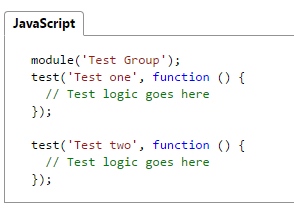 JavaScript
module('Test Group');
test('Test one', function () {
  // Test logic goes here
});

test('Test two', function () {
  // Test logic goes here
});